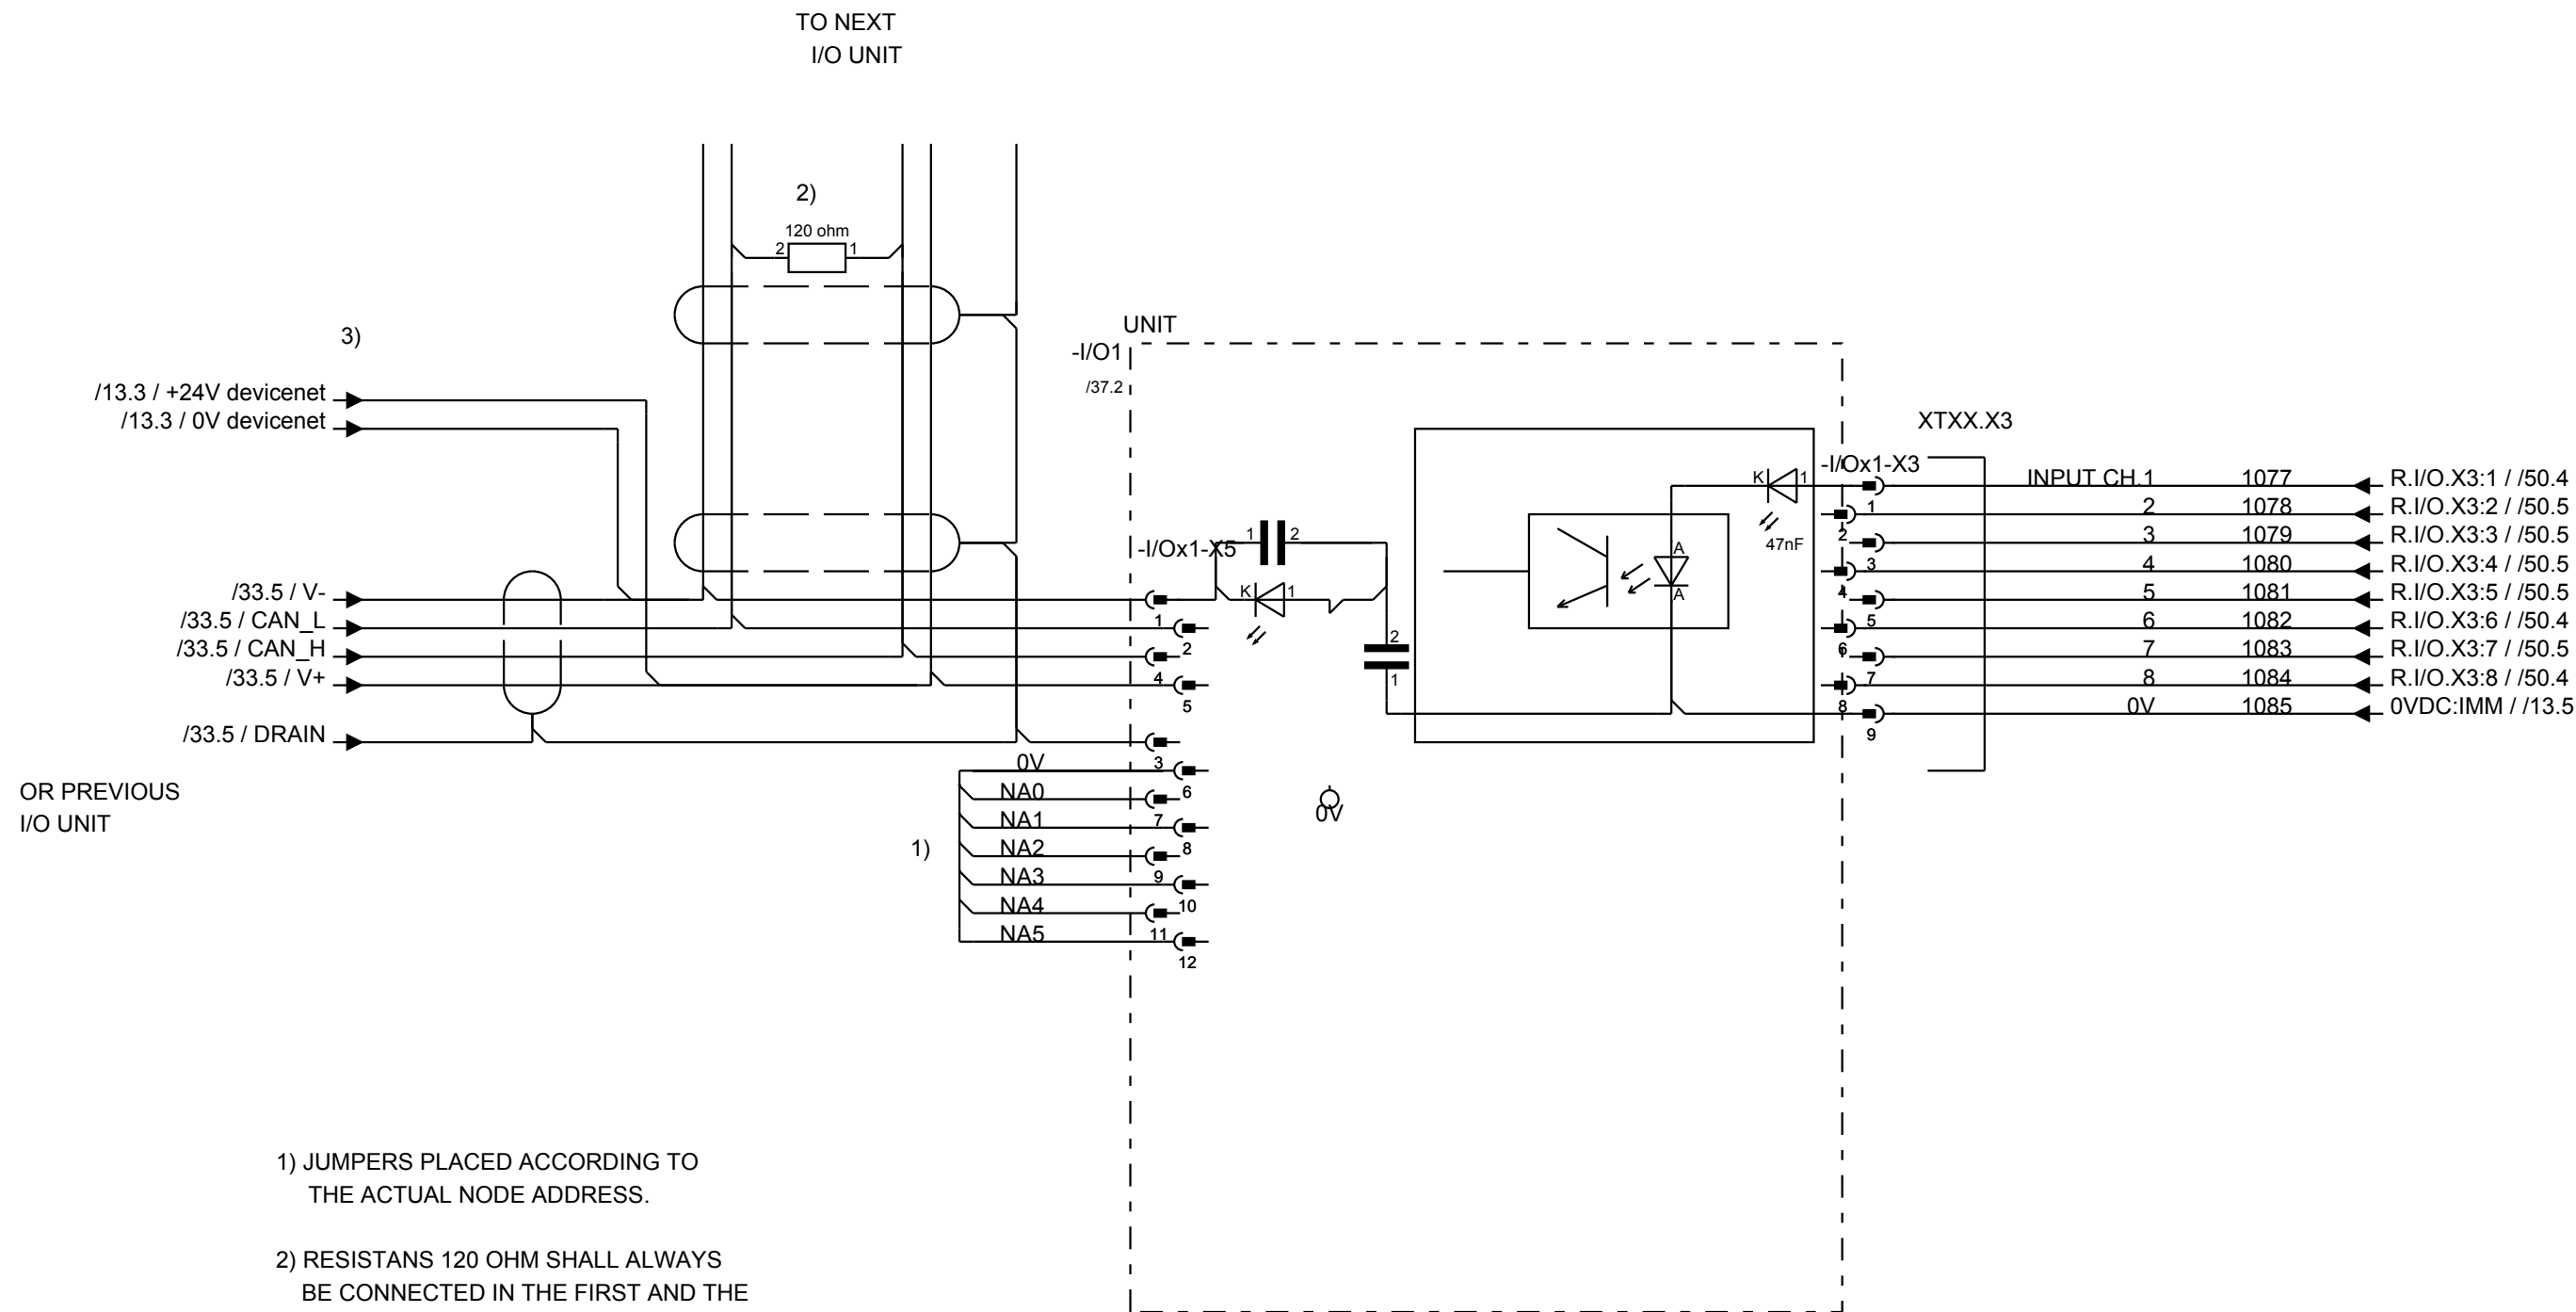 TO NEXT
I/O UNIT
2)
120 ohm
2 1
3)
UNIT
-I/O1
/37.2
/13.3 / +24V devicenet
/13.3 / 0V devicenet
XTXX.X3
-I/Ox1-X3
K 1
47nF
A
A
INPUT CH.1 1077 R.I/O.X3:1 / /50.4
1
2 1078 R.I/O.X3:2 / /50.5
2
3 1079 R.I/O.X3:3 / /50.5
3
4 1080 R.I/O.X3:4 / /50.5
4
5 1081 R.I/O.X3:5 / /50.5
5
6 1082 R.I/O.X3:6 / /50.4
6
7 1083 R.I/O.X3:7 / /50.5
7
8 1084 R.I/O.X3:8 / /50.4
8
0V 1085 0VDC:IMM / /13.5
9
-I/Ox1-X5
1 2
K 1
2
1
/33.5 / V-
1
/33.5 / CAN_L
2
/33.5 / CAN_H
4
/33.5 / V+
5
/33.5 / DRAIN
3
OR PREVIOUS
I/O UNIT
0V
6
NA0
7
NA1
8
NA2
9
NA3
10
NA4
11
NA5
12
1)
0V
1) JUMPERS PLACED ACCORDING TO
THE ACTUAL NODE ADDRESS.
2) RESISTANS 120 OHM SHALL ALWAYS
BE CONNECTED IN THE FIRST AND THE